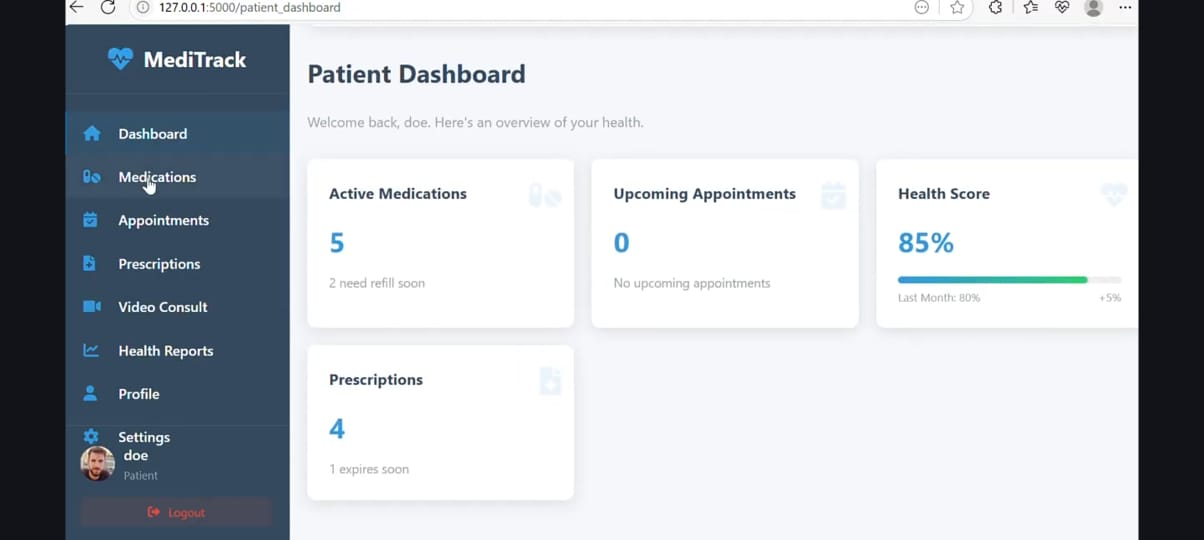 127.0.0.1:5000/patient_dashboard
MediTrack
Dashboard
Medications
Appointments
Prescriptions
Video Consult
Health Reports
Profile
Settings
doe
Patient
Logout
Patient Dashboard
Welcome back, doe. Here's an overview of your health.
Active Medications
5
2 need refill soon
Upcoming Appointments
0
No upcoming appointments
Health Score
85%
Last Month: 80% +5%
Prescriptions
4
1 expires soon